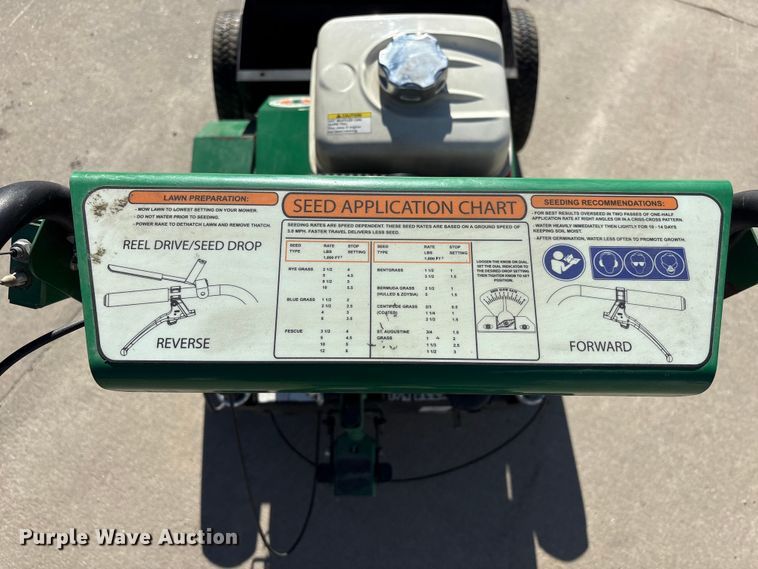 CAUTION
LAWN PREPARATION:
- MOW LAWN TO LOWEST SETTING ON YOUR MOWER.
- DO NOT WATER PRIOR TO SEEDING.
- POWER RAKE TO DETHATCH LAWN AND REMOVE THATCH.
REEL DRIVE/SEED DROP
REVERSE
SEED APPLICATION CHART
SEEDING RATES ARE SPEED DEPENDENT. THESE SEED RATES ARE BASED ON A GROUND SPEED OF
3.0 MPH. FASTER TRAVEL DELIVERS LESS SEED.
SEED TYPE RATE LBS 1,000 FT² STOP SETTING
RYE GRASS 2 1/2 4
5 4.5
8 1/2 5
10 5.5
BLUE GRASS 1 1/2 2
2 1/2 2.5
4 3
6 3.5
FESCUE 3 1/2 4
5 4.5
10 5
12 6
SEED TYPE RATE LBS 1,000 FT² STOP SETTING
BENTGRASS 1 1/2 1
3 1/2 1.5
BERMUDA GRASS 2 1/2 1
(HULLED & ZOYSIA) 5 1.5
CENTIPEDE GRASS 2/3 0.5
(COATED) 1 1/4 1
1 3/4 1.5
ST. AUGUSTINE 3/4 1.5
GRASS 1 2
1 1/3 2.5
1 1/2 3
LOOSEN THE KNOB ON DIAL
SET THE DIAL INDICATOR TO
THE DESIRED DROP SETTING
THEN TIGHTEN KNOB TO SET
POSITION.
SEEDING RECOMMENDATIONS:
- FOR BEST RESULTS OVERSEED IN TWO PASSES OF ONE-HALF
APPLICATION RATE AT RIGHT ANGLES OR IN A CRISS-CROSS PATTERN.
- WATER HEAVILY IMMEDIATELY THEN LIGHTLY FOR 10 - 14 DAYS
KEEPING SOIL MOIST.
- AFTER GERMINATION, WATER LESS OFTEN TO PROMOTE GROWTH.
FORWARD
Purple Wave Auction